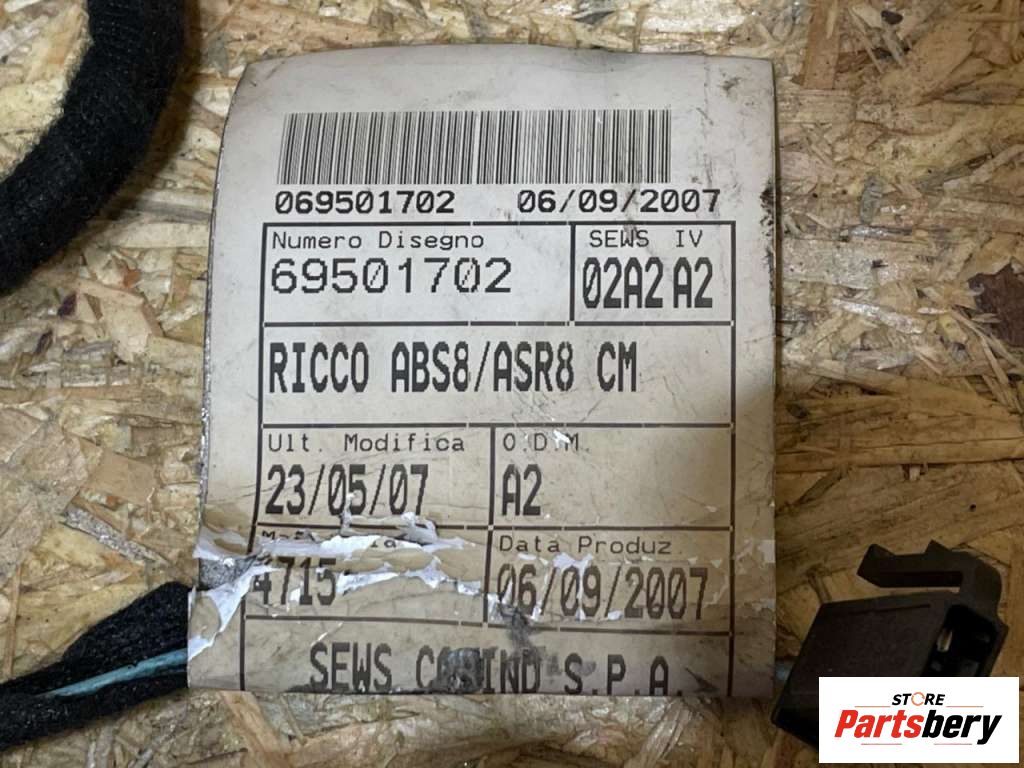 069501702 06/09/2007
Numero Disegno SEWS IV
69501702 02A2 A2
RICCO ABS8/ASR8 CM
Ult. Modifica O.D.M.
23/05/07 A2
Data Produz.
4715 06/09/2007
SEWS S.P.A.
STORE
Partsbery